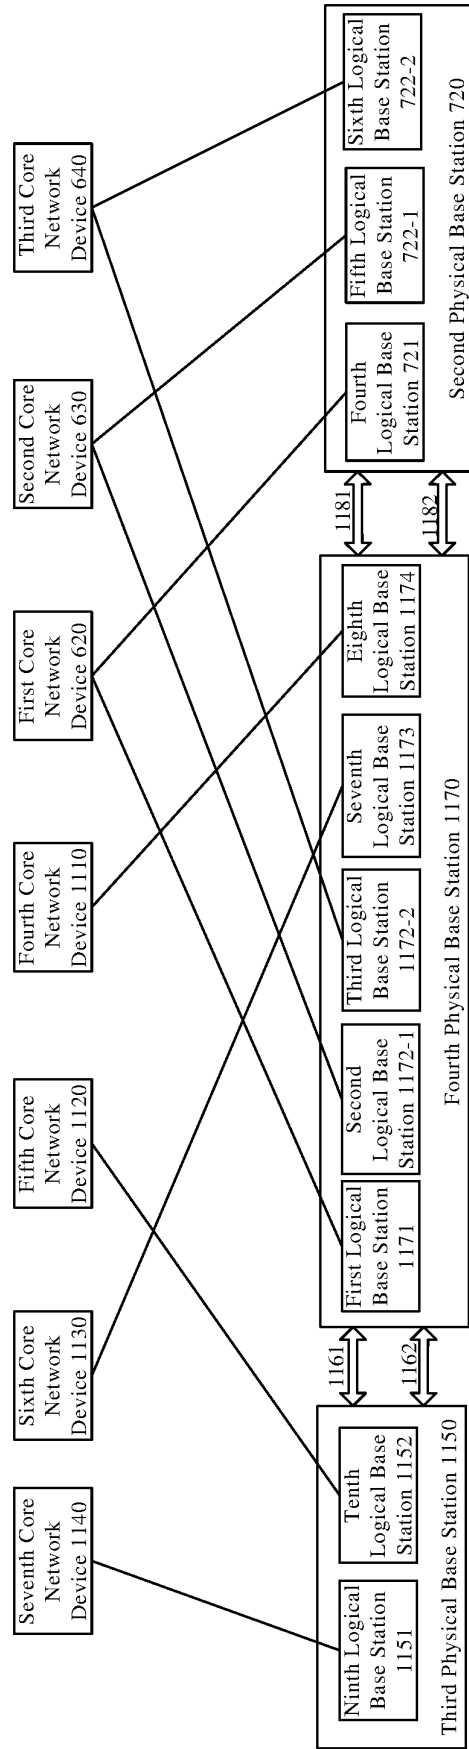 Seventh Core
Network
Device 1140
Sixth Core
Network
Device 1130
Fifth Core
Network
Device 1120
Fourth Core
Network
Device 1110
First Core
Network
Device 620
Second Core
Network
Device 630
Third Core
Network
Device 640
Ninth Logical
Base Station
1151
Tenth
Logical Base
Station 1152
Third Physical Base Station 1150
1161
1162
First Logical
Base Station
1171
Second
Logical Base
Station 1172-1
Third Logical
Base Station
1172-2
Seventh
Logical Base
Station 1173
Eighth
Logical Base
Station 1174
Fourth Physical Base Station 1170
1181
1182
Fourth
Logical Base
Station 721
Fifth Logical
Base Station
722-1
Sixth Logical
Base Station
722-2
Second Physical Base Station 720